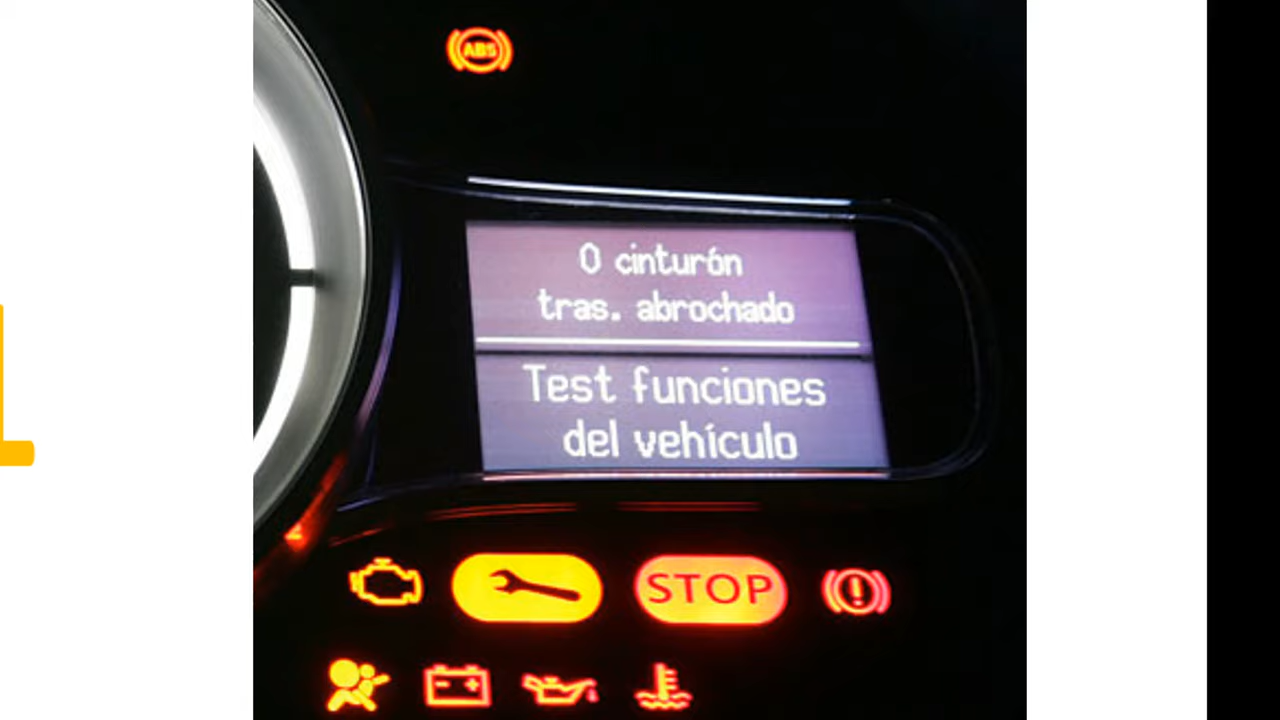 ABS
0 cinturón
tras. abrochado
Test funciones
del vehículo
STOP